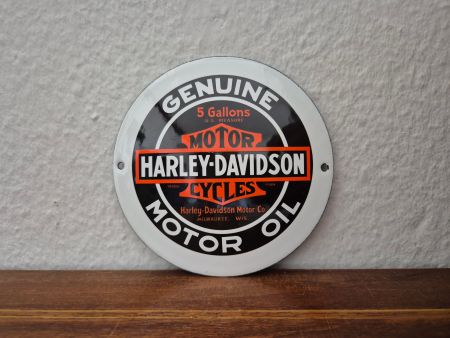 GENUINE
5 Gallons
U.S. MEASURE
MOTOR
HARLEY-DAVIDSON
CYCLES
Harley-Davidson Motor Co.
MILWAUKEE, WIS.
MOTOR OIL